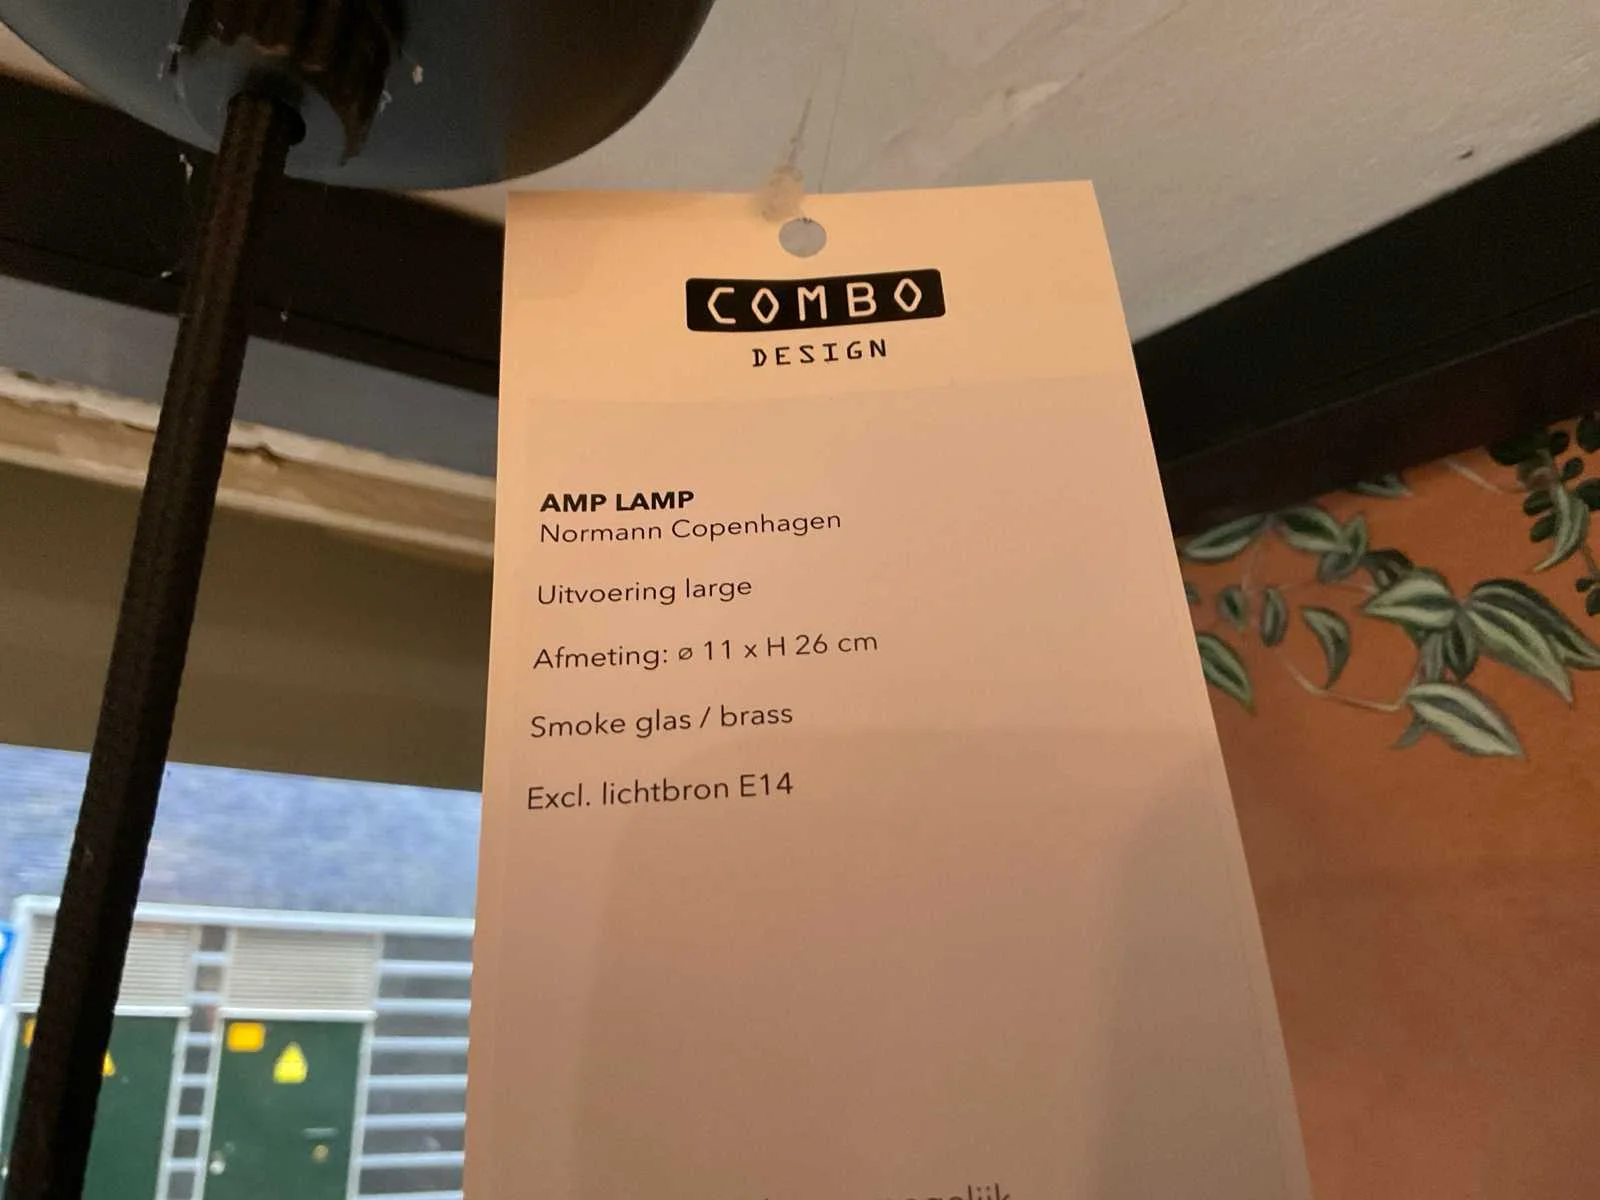 COMBO
DESIGN
AMP LAMP
Normann Copenhagen
Uitvoering large
Afmeting: ⌀ 11 x H 26 cm
Smoke glas / brass
Excl. lichtbron E14